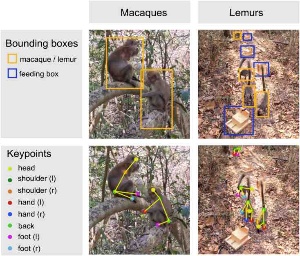 Macaques
Lemurs
Bounding boxes
macaque / lemur
feeding box
Keypoints
head
shoulder (l)
shoulder (r)
hand (l)
hand (r)
back
foot (l)
foot (r)